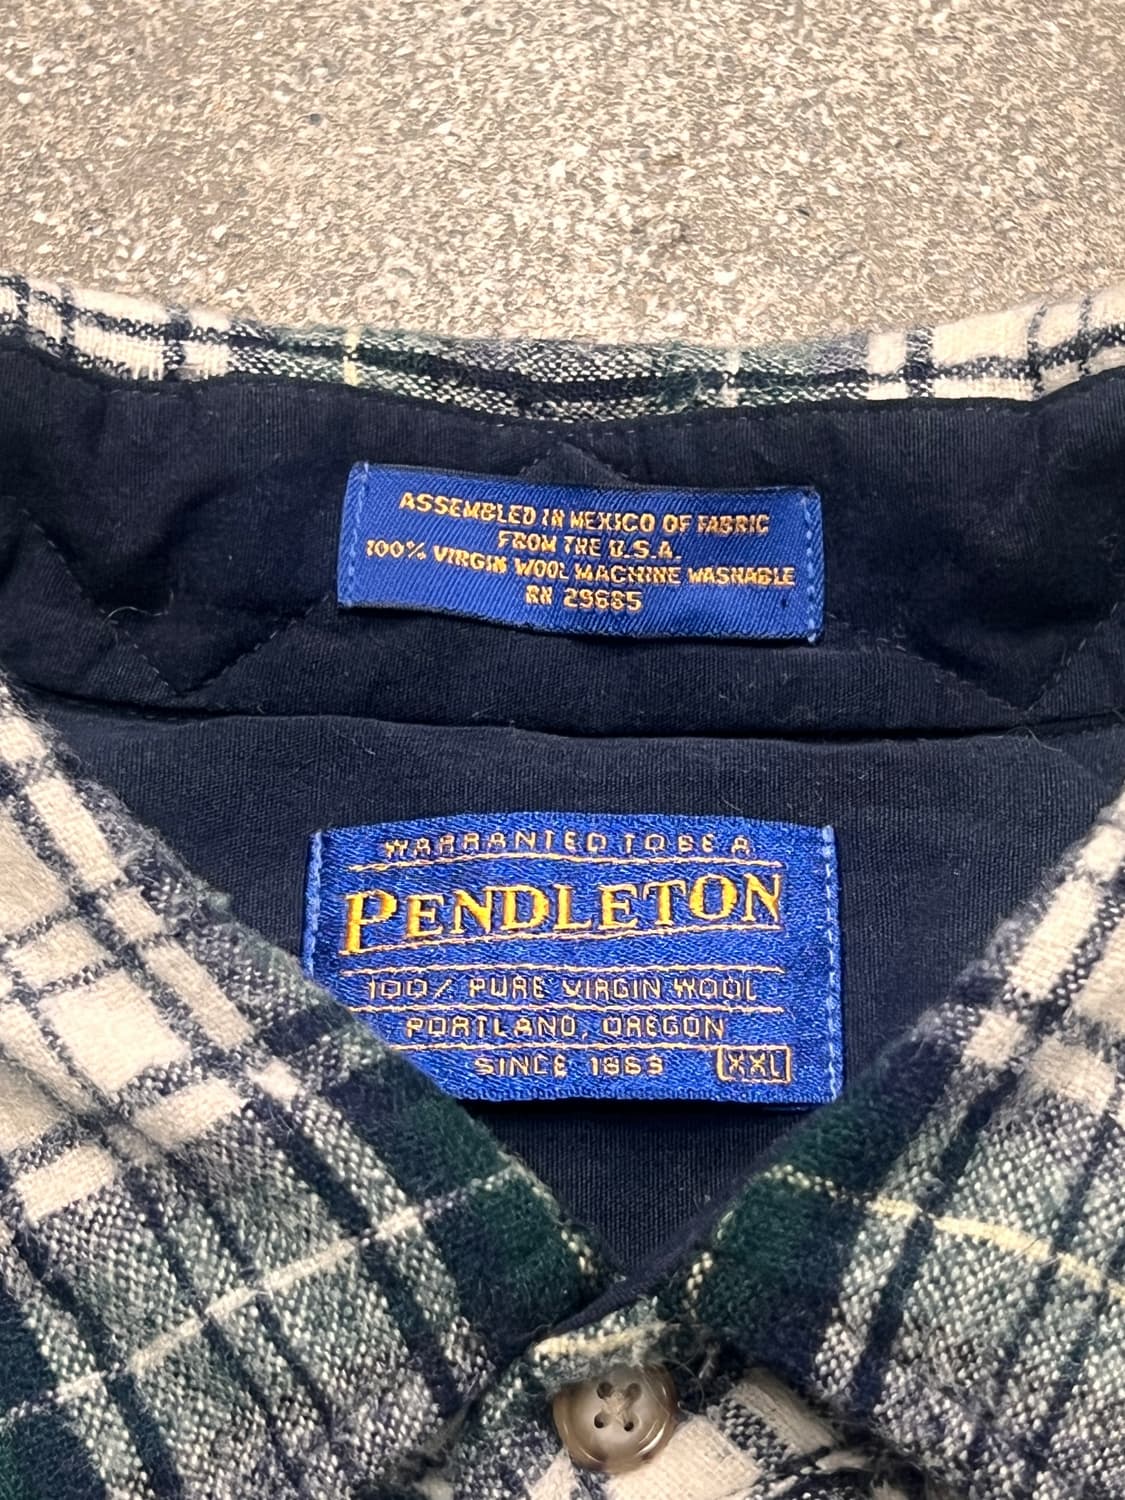 ASSEMBLED IN MEXICO OF FABRIC
FROM THE U.S.A.
100% VIRGIN WOOL MACHINE WASHABLE
RN 29685
WARRANTED TO BE A
PENDLETON
100% PURE VIRGIN WOOL
PORTLAND, OREGON
SINCE 1863 XXL